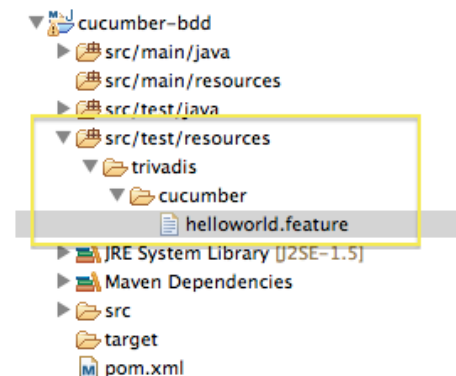 cucumber-bdd
src/main/java
src/main/resources
src/test/java
src/test/resources
trivadis
cucumber
helloworld.feature
JRE System Library [J2SE-1.5]
Maven Dependencies
src
target
pom.xml